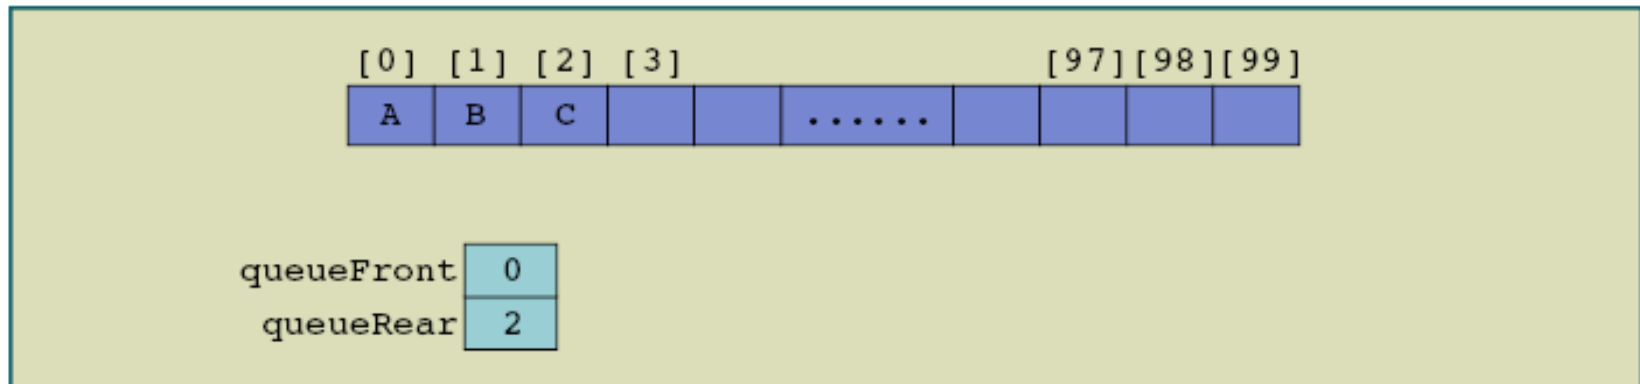 [0] [1] [2] [3] [97] [98] [99]
A B C ......
queueFront 0
queueRear 2